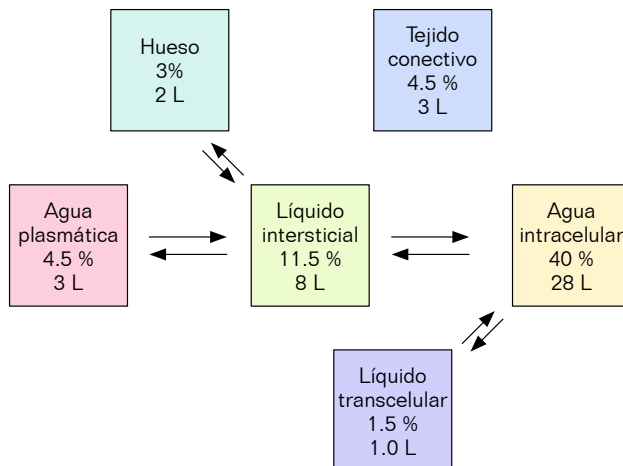 Hueso
3%
2 L
Tejido
conectivo
4.5 %
3 L
Agua
plasmática
4.5 %
3 L
Líquido
intersticial
11.5 %
8 L
Agua
intracelular
40 %
28 L
Líquido
transcelular
1.5 %
1.0 L